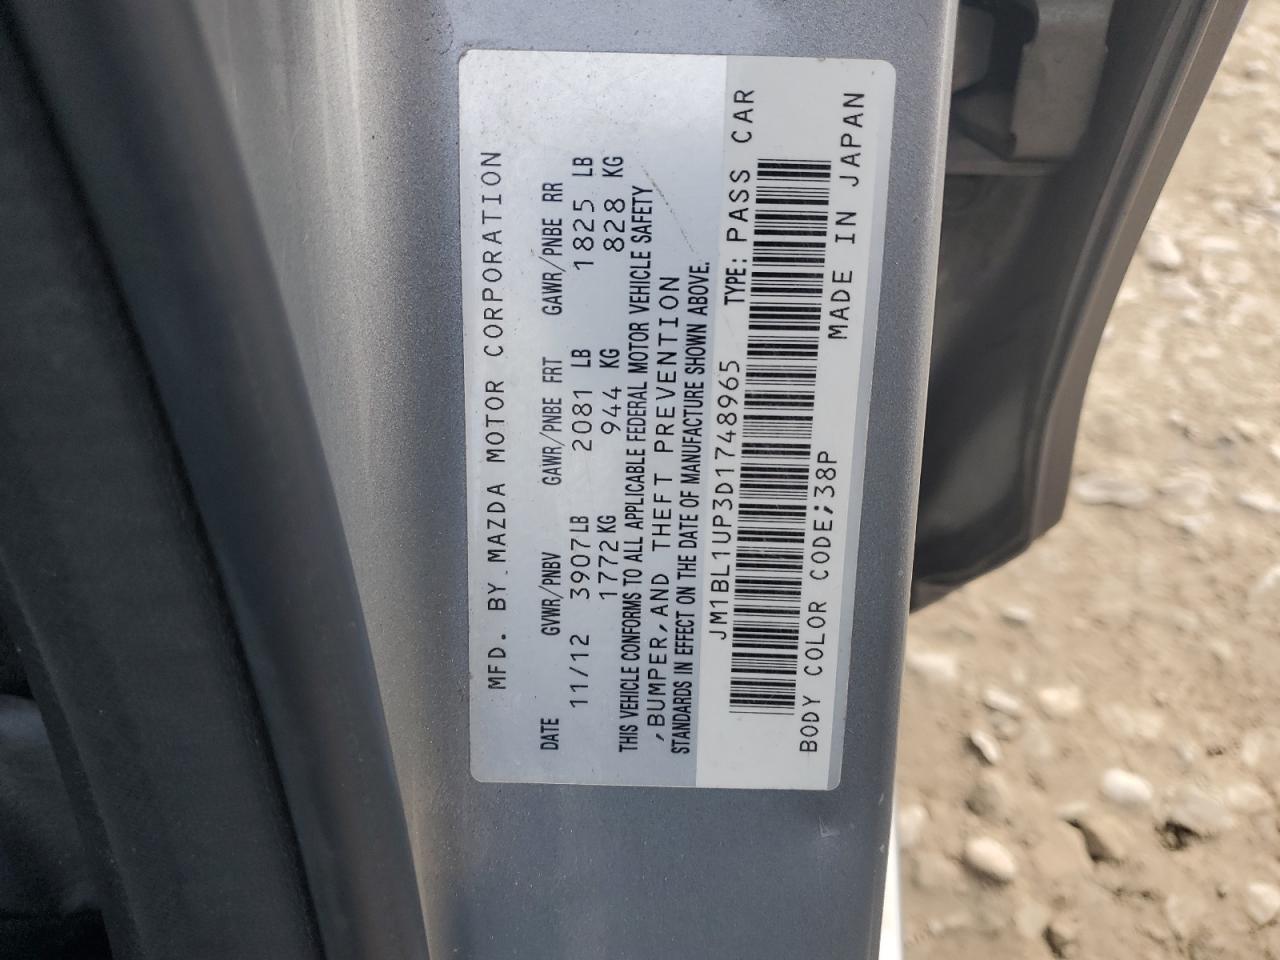 MFD. BY MAZDA MOTOR CORPORATION
DATE GVWR/PNBV GAWR/PNBE FRT GAWR/PNBE RR
11/12 3907LB 2081 LB 1825 LB
1772KG 944 KG 828 KG
THIS VEHICLE CONFORMS TO ALL APPLICABLE FEDERAL MOTOR VEHICLE SAFETY
,BUMPER,AND THEFT PREVENTION
STANDARDS IN EFFECT ON THE DATE OF MANUFACTURE SHOWN ABOVE.
JM1BL1UP3D1748965 TYPE: PASS CAR
BODY COLOR CODE;38P MADE IN JAPAN